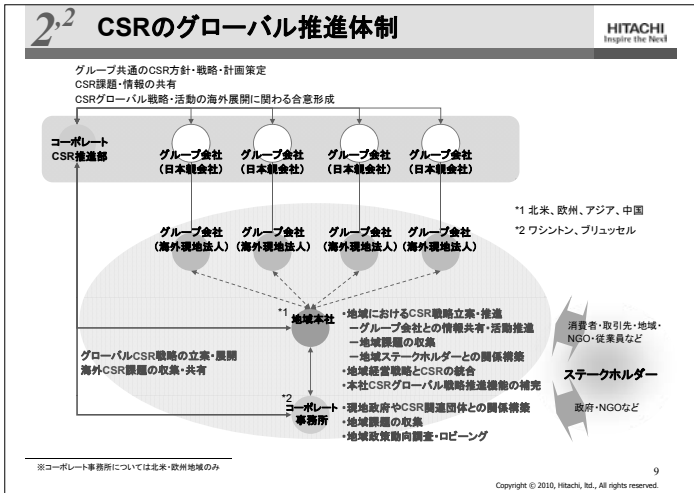 2.2 CSRのグローバル推進体制
HITACHI
Inspire the Next
グループ共通のCSR方針・戦略・計画策定
CSR課題・情報の共有
CSRグローバル戦略・活動の海外展開に関わる合意形成
コーポレート
CSR推進部
グループ会社
(日本親会社)
グループ会社
(日本親会社)
グループ会社
(日本親会社)
グループ会社
(日本親会社)
グループ会社
(海外現地法人)
グループ会社
(海外現地法人)
グループ会社
(海外現地法人)
グループ会社
(海外現地法人)
*1 北米、欧州、アジア、中国
*2 ワシントン、ブリュッセル
*1
地域本社
・地域におけるCSR戦略立案・推進
－グループ会社との情報共有・活動推進
－地域課題の収集
－地域ステークホルダーとの関係構築
・地域経営戦略とCSRの統合
・本社CSRグローバル戦略推進機能の補完
グローバルCSR戦略の立案・展開
海外CSR課題の収集・共有
消費者・取引先・地域・
NGO・従業員など
ステークホルダー
政府・NGOなど
*2
コーポレート
事務所
・現地政府やCSR関連団体との関係構築
・地域課題の収集
・地域政策動向調査・ロビーング
※コーポレート事務所については北米・欧州地域のみ
9
Copyright © 2010, Hitachi, ltd., All rights reserved.